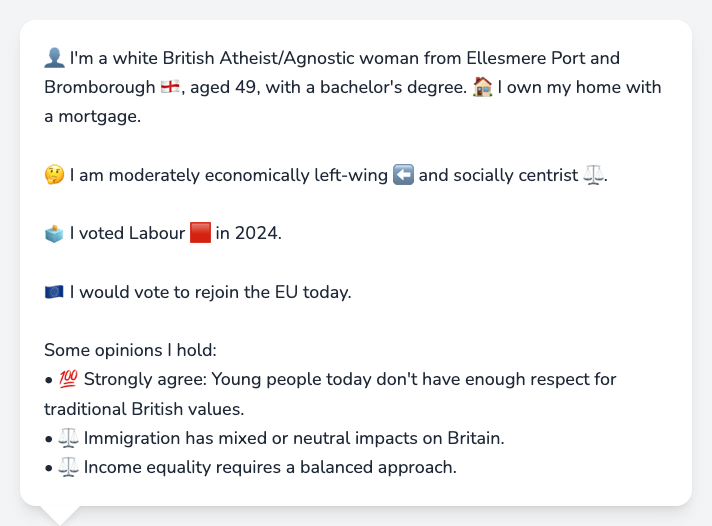 👤 I'm a white British Atheist/Agnostic woman from Ellesmere Port and
Bromborough 🏴󠁧󠁢󠁥󠁮󠁧󠁿, aged 49, with a bachelor's degree. 🏠 I own my home with
a mortgage.
🤔 I am moderately economically left-wing ⬅️ and socially centrist ⚖️.
🗳️ I voted Labour 🟥 in 2024.
🇪🇺 I would vote to rejoin the EU today.
Some opinions I hold:
• 💯 Strongly agree: Young people today don't have enough respect for
traditional British values.
• ⚖️ Immigration has mixed or neutral impacts on Britain.
• ⚖️ Income equality requires a balanced approach.